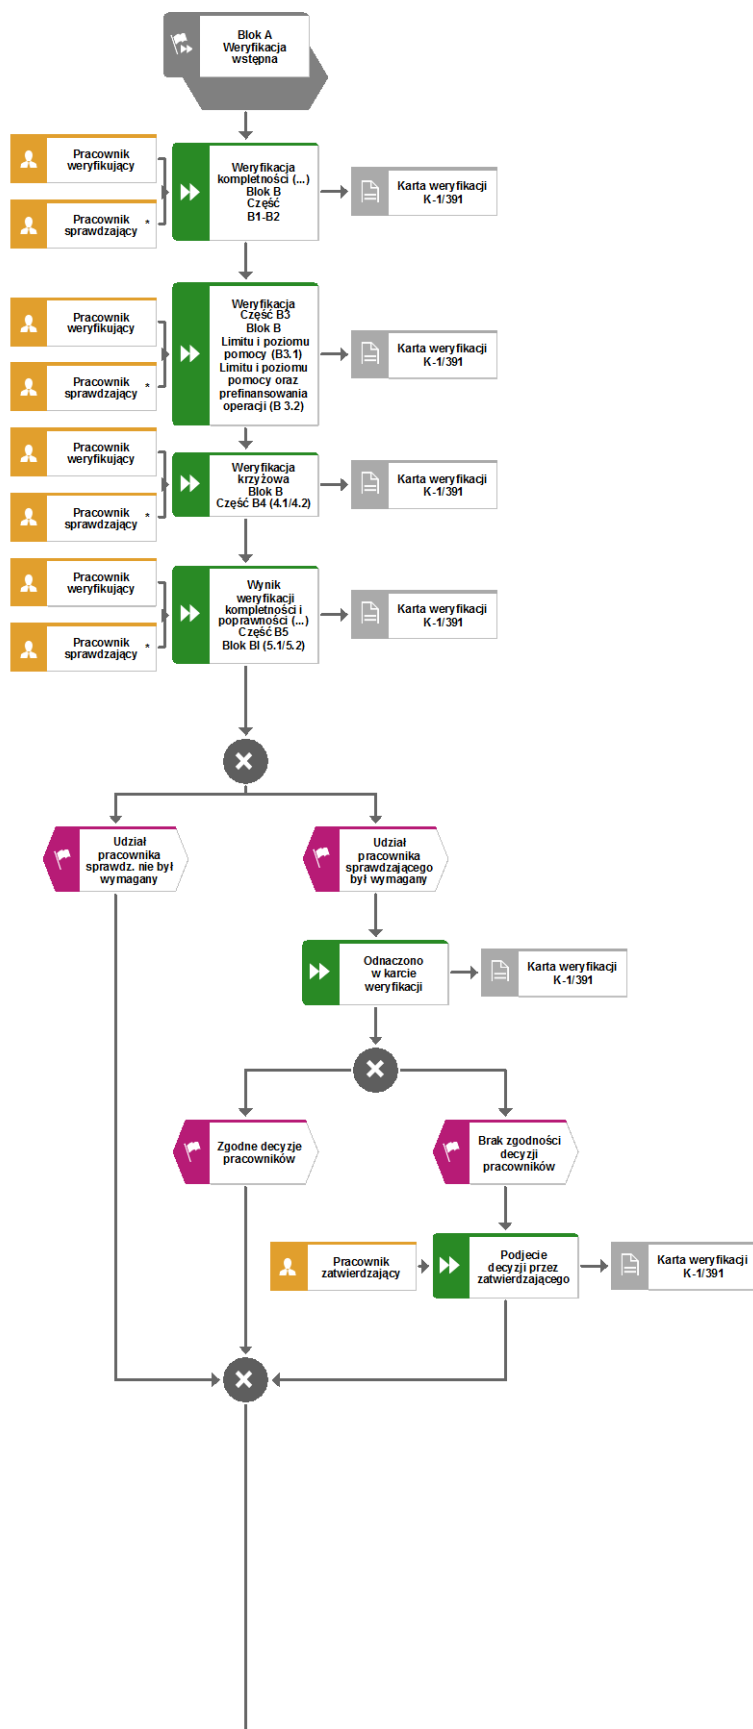 Blok A
Weryfikacja
wstępna
Pracownik
weryfikujący
Pracownik *
sprawdzający
Weryfikacja
kompletności (...)
Blok B
Część
B1-B2
Karta weryfikacji
K-1/391
Pracownik
weryfikujący
Pracownik
sprawdzający *
Weryfikacja
Część B3
Blok B
Limitu i poziomu
pomocy (B3.1)
Limitu i poziomu
pomocy oraz
prefinansowania
operacji (B 3.2)
Karta weryfikacji
K-1/391
Pracownik
weryfikujący
Pracownik
sprawdzający *
Weryfikacja
krzyżowa
Blok B
Część B4 (4.1/4.2)
Karta weryfikacji
K-1/391
Pracownik
weryfikujący
Pracownik
sprawdzający *
Wynik
weryfikacji
kompletności i
poprawności (...)
Część B5
Blok BI (5.1/5.2)
Karta weryfikacji
K-1/391
Udział
pracownika
sprawdz. nie był
wymagany
Udział
pracownika
sprawdzającego
był wymagany
Odnaczono
w karcie
weryfikacji
Karta weryfikacji
K-1/391
Zgodne decyzje
pracowników
Brak zgodności
decyzji
pracowników
Pracownik
zatwierdzający
Podjecie
decyzji przez
zatwierdzającego
Karta weryfikacji
K-1/391